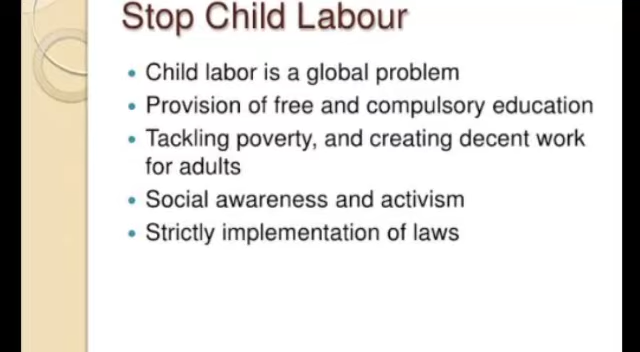 Stop Child Labour
• Child labor is a global problem
• Provision of free and compulsory education
• Tackling poverty, and creating decent work
for adults
• Social awareness and activism
• Strictly implementation of laws